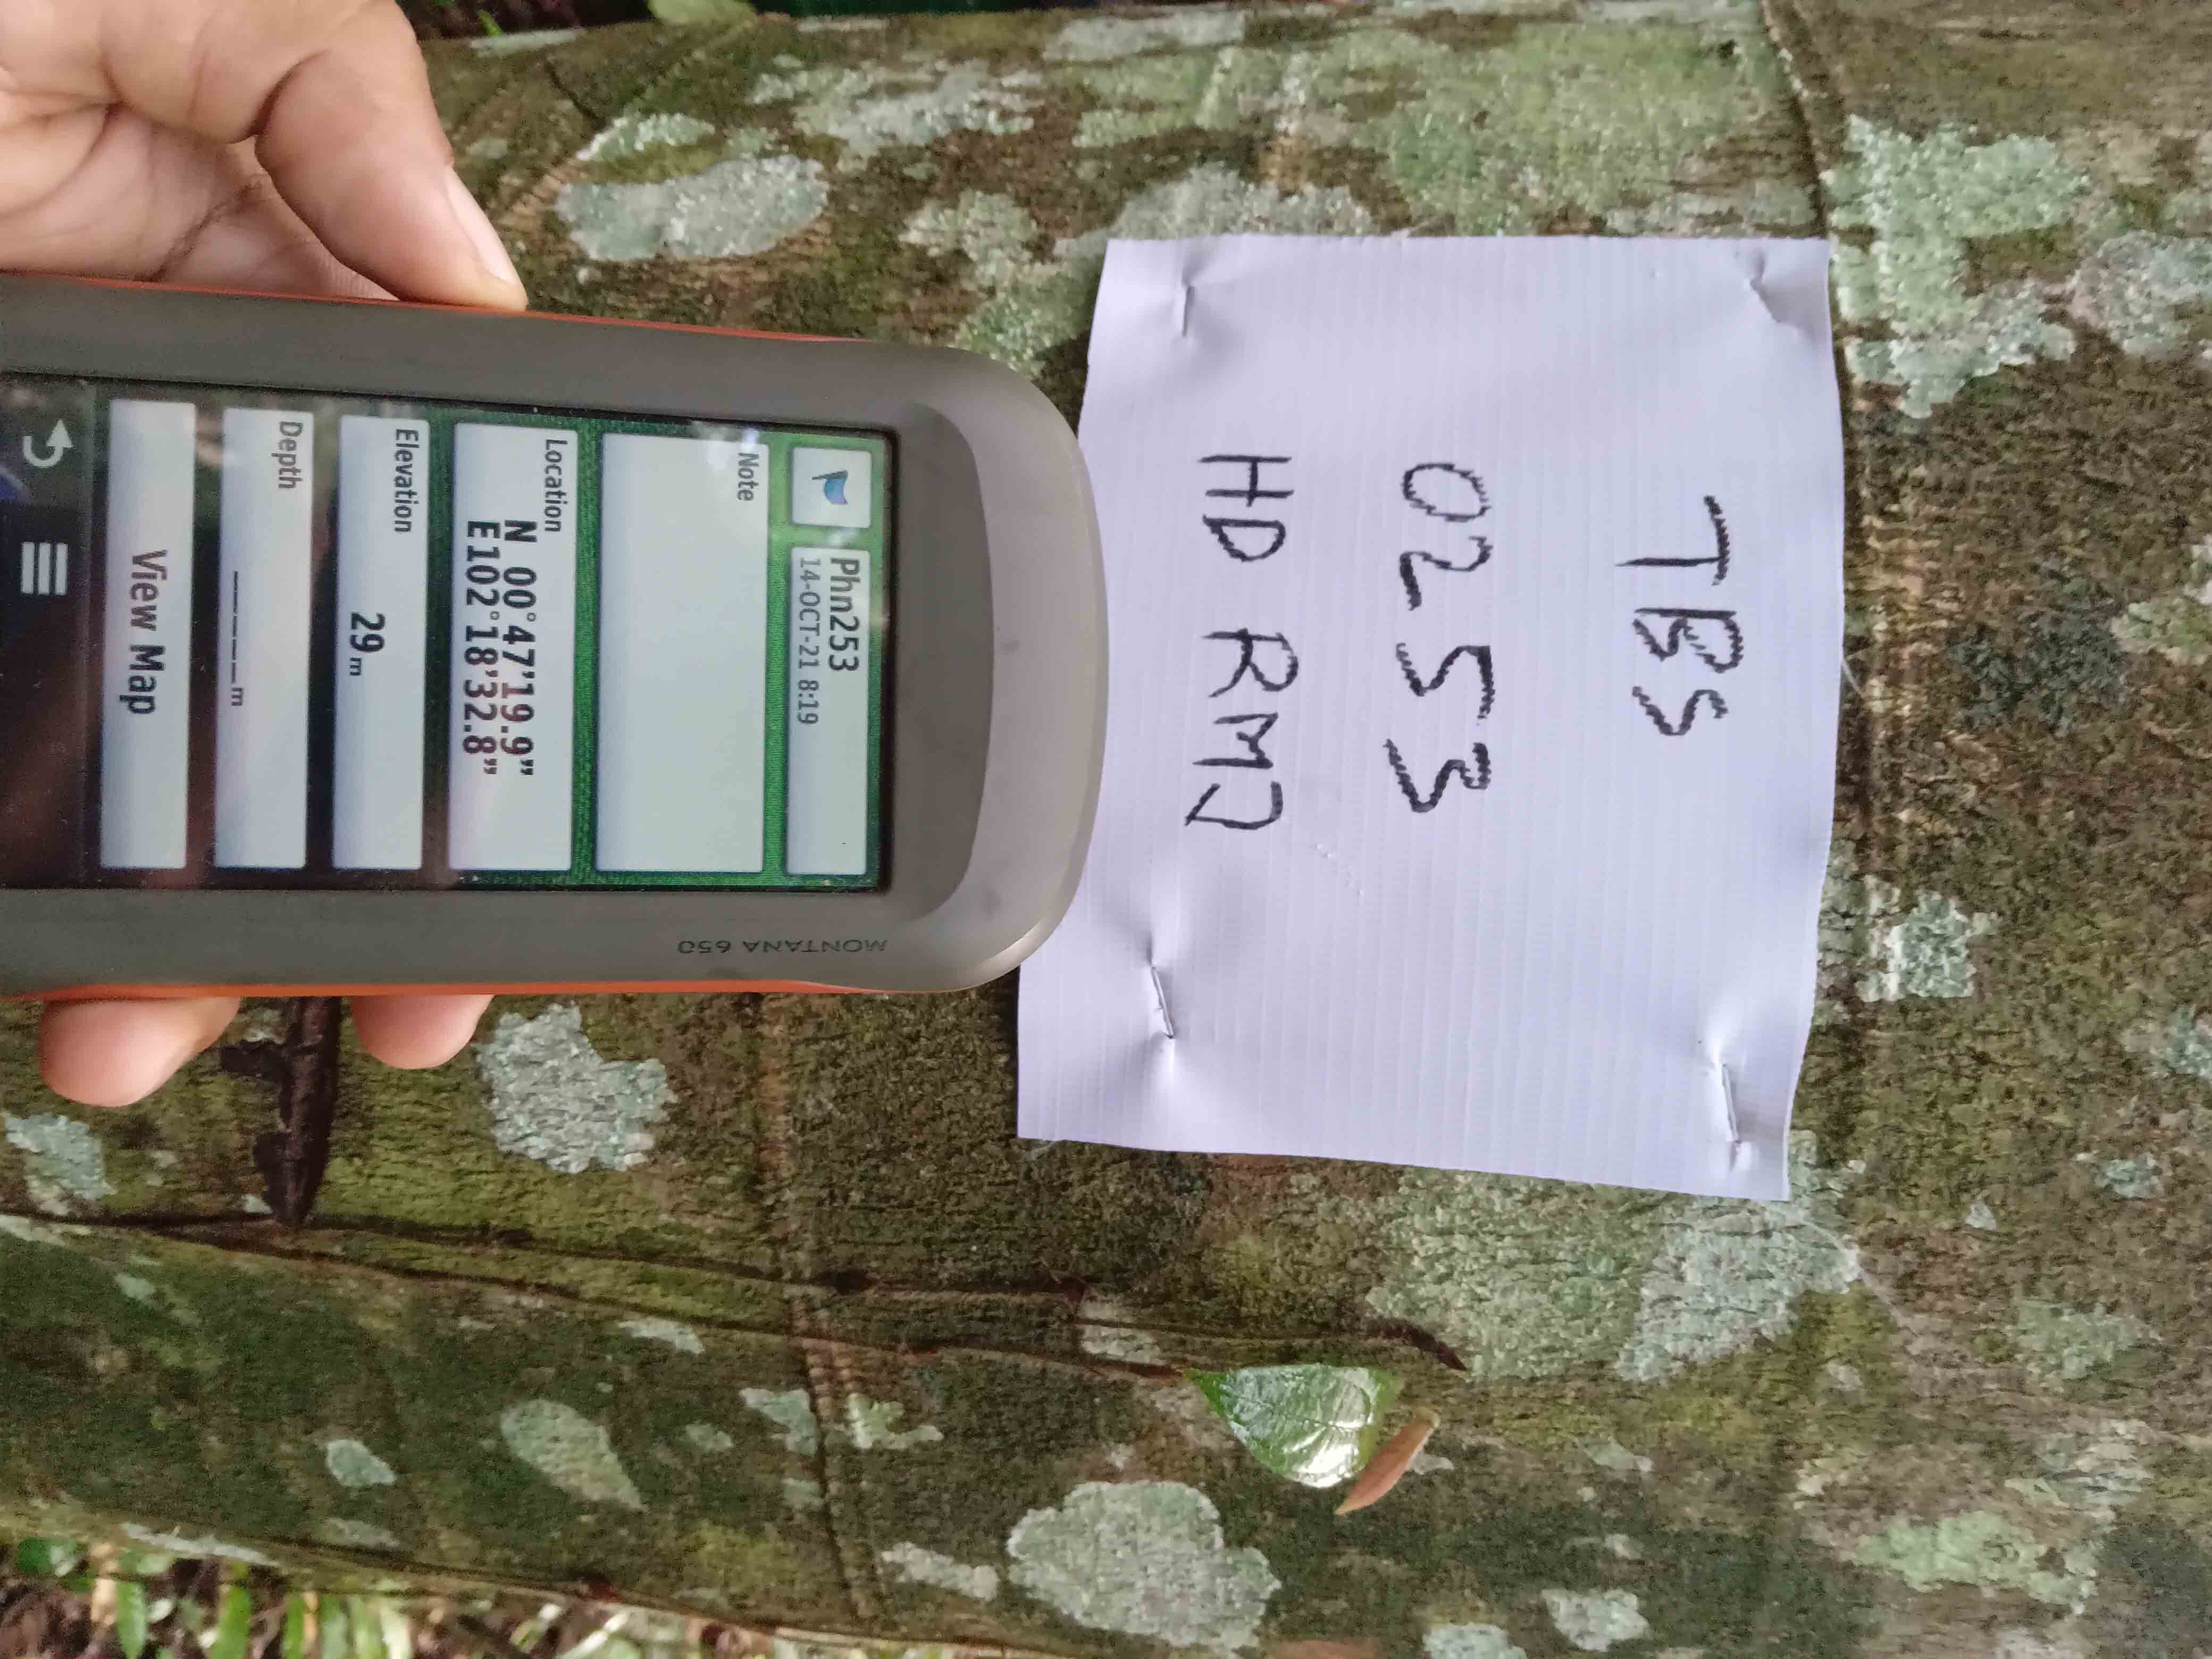 TBS
0253
HD RMJ
MONTANA 650
Phn253
14-OCT-21 8:19
Note
Location
N 00°47'19.9"
E102°18'32.8"
Elevation
29 m
Depth
_____m
View Map